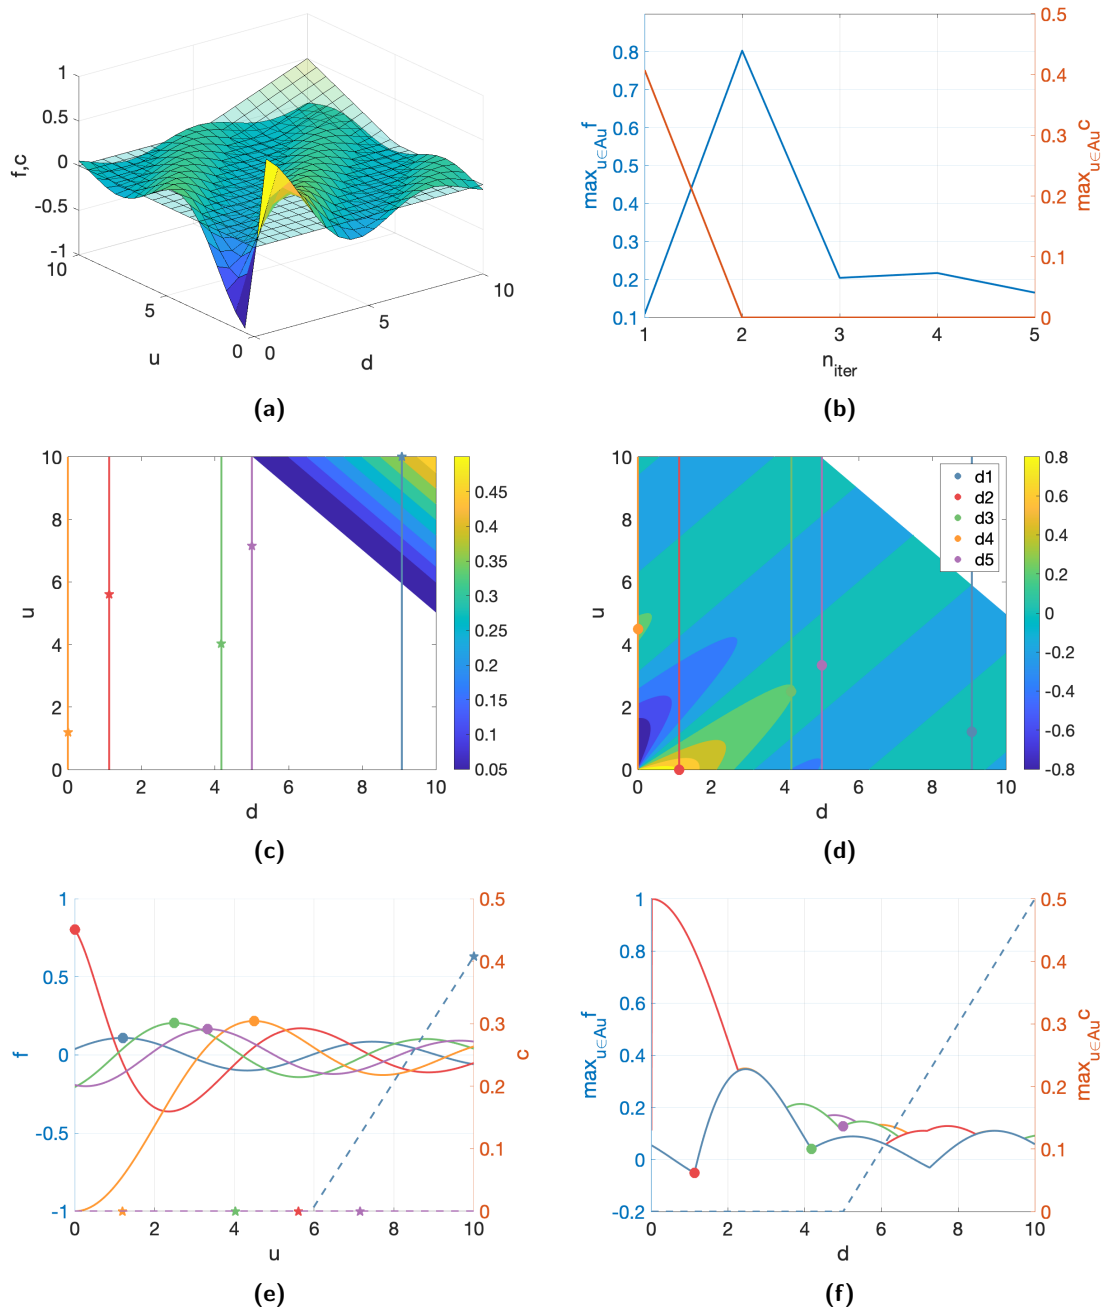 1
0.5
0
-0.5
-1
f,c
10
5
0
u
0
5
10
d
(a)
0.8
0.7
0.6
0.5
0.4
0.3
0.2
0.1
max_{u∈Au} f
0.5
0.4
0.3
0.2
0.1
0
max_{u∈Au} c
1 2 3 4 5
n_{iter}
(b)
10
8
6
4
2
0
u
0 2 4 6 8 10
d
0.45
0.4
0.35
0.3
0.25
0.2
0.15
0.1
0.05
(c)
10
8
6
4
2
0
u
0 2 4 6 8 10
d
d1
d2
d3
d4
d5
0.8
0.6
0.4
0.2
0
-0.2
-0.4
-0.6
-0.8
(d)
1
0.5
0
-0.5
-1
f
0 2 4 6 8 10
u
0.5
0.4
0.3
0.2
0.1
0
c
(e)
1
0.8
0.6
0.4
0.2
0
-0.2
max_{u∈Au} f
0 2 4 6 8 10
d
0.5
0.4
0.3
0.2
0.1
0
max_{u∈Au} c
(f)